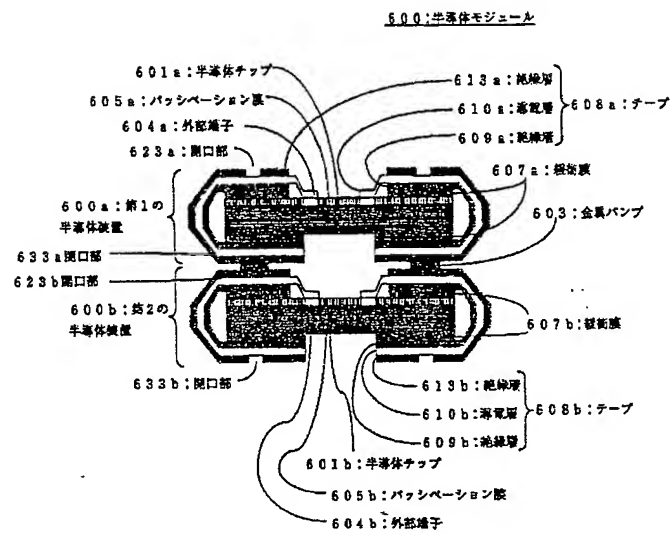 600:半導体モジュール
601a:半導体チップ
605a:パッシベーション膜
604a:外部端子
623a:開口部
600a:第1の
半導体装置
633a開口部
623b開口部
600b:第2の
半導体装置
633b:開口部
613a:絶縁層
610a:導電層
609a:絶縁層
608a:テープ
607a:緩衝膜
603:金属バンプ
607b:緩衝膜
613b:絶縁層
610b:導電層
609b:絶縁層
608b:テープ
601b:半導体チップ
605b:パッシベーション膜
604b:外部端子